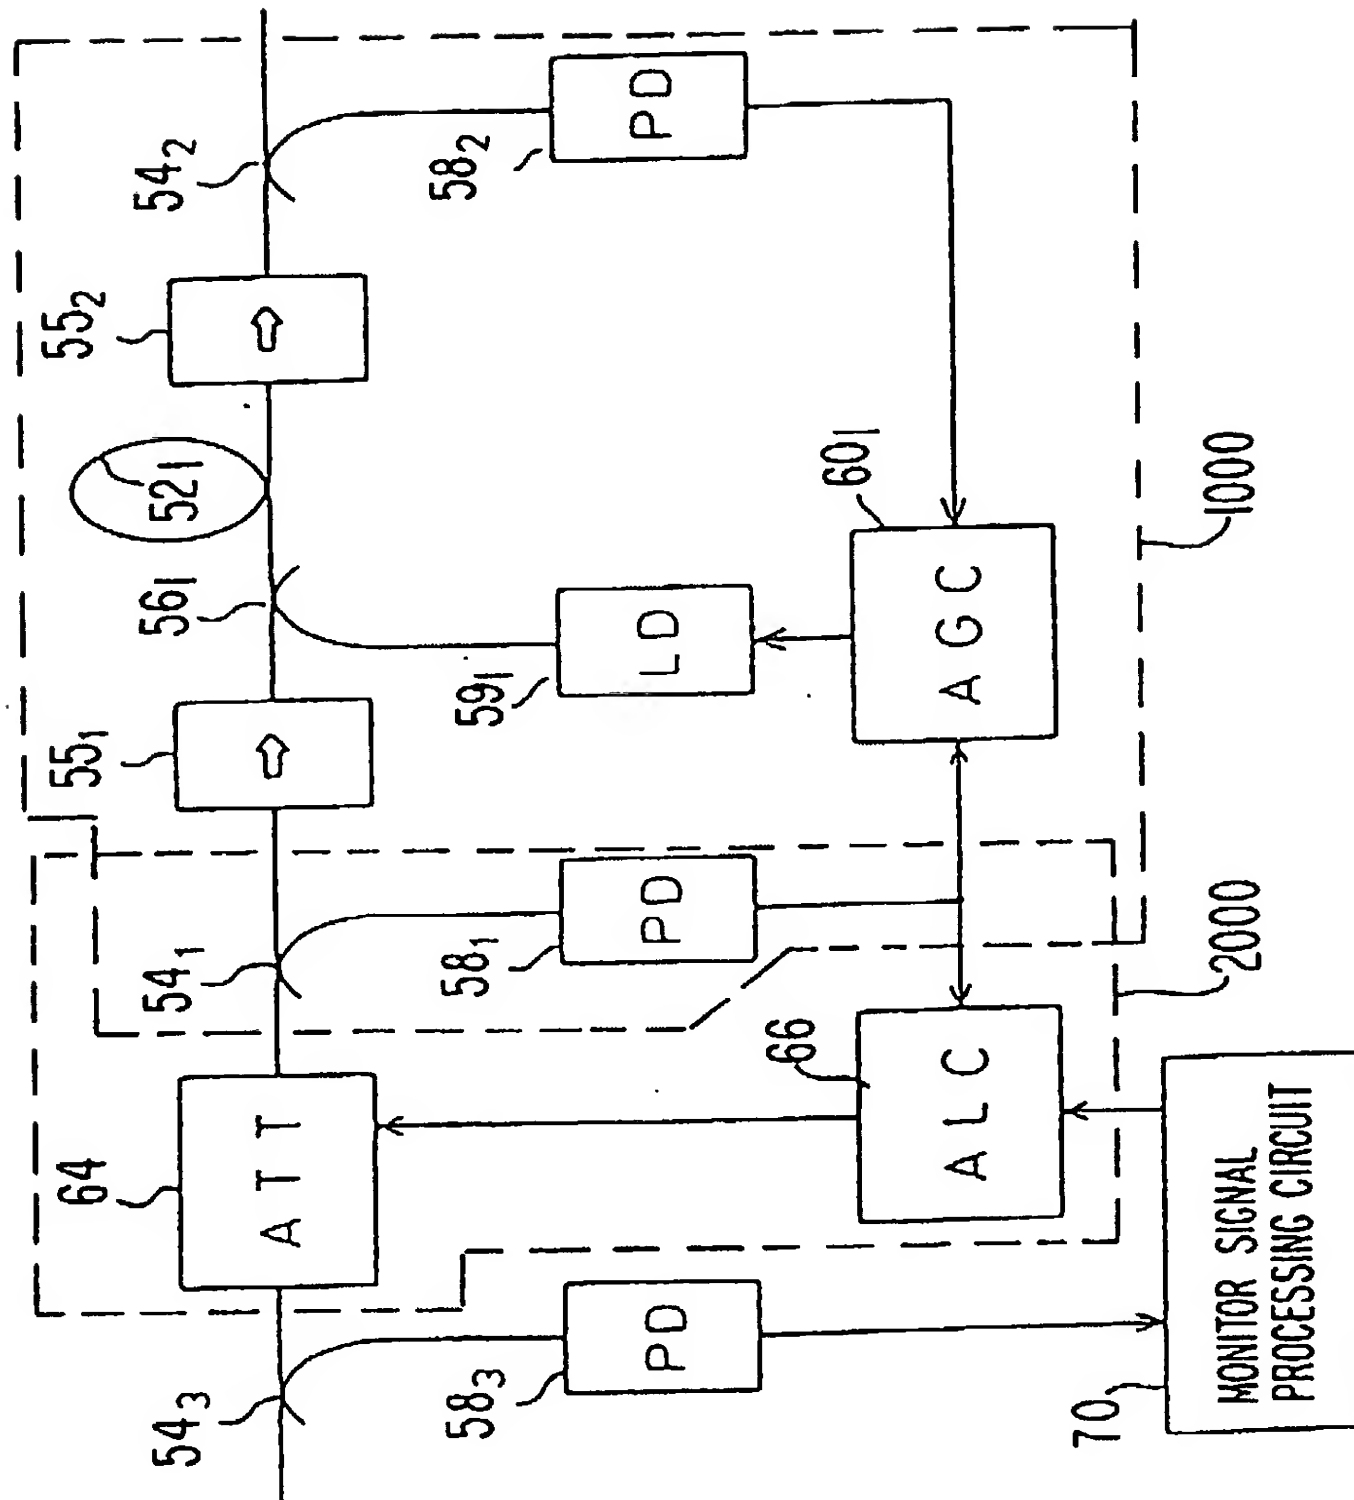 54₃
64
54₁
55₁
56₁
52₁
55₂
54₂
ATT
58₃
PD
58₁
PD
59₁
LD
58₂
PD
66
ALC
60₁
AGC
70
MONITOR SIGNAL
PROCESSING CIRCUIT
2000
1000